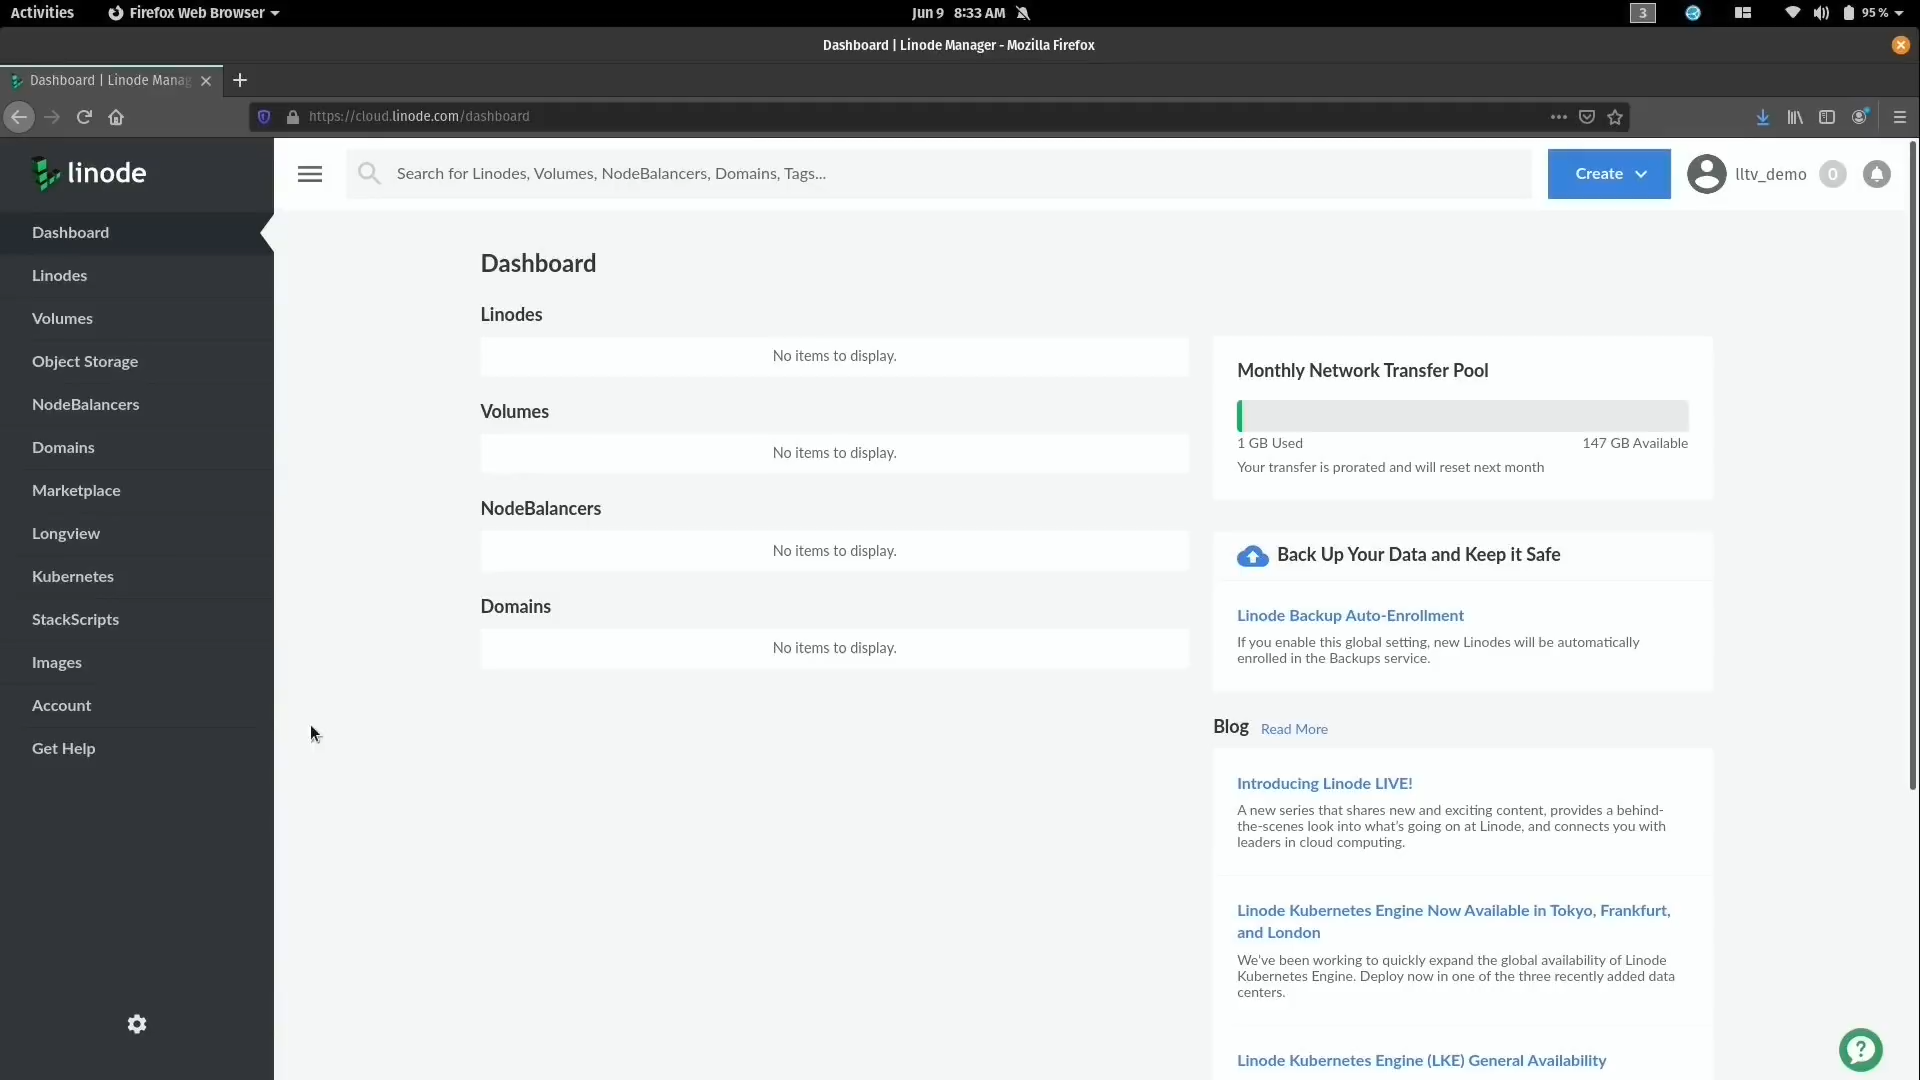 Activities
Firefox Web Browser
Jun 9 8:33 AM
3
95 %
Dashboard | Linode Manager - Mozilla Firefox
Dashboard | Linode Manag
https://cloud.linode.com/dashboard
linode
Search for Linodes, Volumes, NodeBalancers, Domains, Tags...
Create
lltv_demo
0
Dashboard
Linodes
Volumes
Object Storage
NodeBalancers
Domains
Marketplace
Longview
Kubernetes
StackScripts
Images
Account
Get Help
Dashboard
Linodes
No items to display.
Volumes
No items to display.
NodeBalancers
No items to display.
Domains
No items to display.
Monthly Network Transfer Pool
1 GB Used
147 GB Available
Your transfer is prorated and will reset next month
Back Up Your Data and Keep it Safe
Linode Backup Auto-Enrollment
If you enable this global setting, new Linodes will be automatically
enrolled in the Backups service.
Blog Read More
Introducing Linode LIVE!
A new series that shares new and exciting content, provides a behind-
the-scenes look into what's going on at Linode, and connects you with
leaders in cloud computing.
Linode Kubernetes Engine Now Available in Tokyo, Frankfurt,
and London
We've been working to quickly expand the global availability of Linode
Kubernetes Engine. Deploy now in one of the three recently added data
centers.
Linode Kubernetes Engine (LKE) General Availability
?